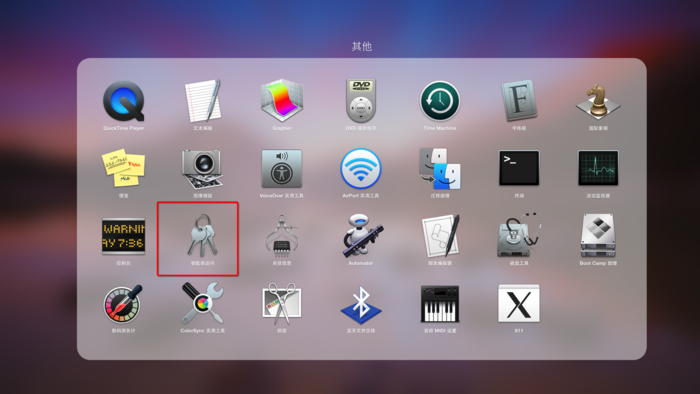 其他
QuickTime Player
文本编辑
Grapher
DVD 播放程序
Time Machine
字体册
国际象棋
便笺
图像捕捉
VoiceOver 实用工具
AirPort 实用工具
迁移助理
终端
活动监视器
WARNIN
AY 7:36
控制台
钥匙串访问
系统信息
Automator
脚本编辑器
磁盘工具
Boot Camp 助理
数码测色计
ColorSync 实用工具
抓图
蓝牙文件交换
音频 MIDI 设置
X11